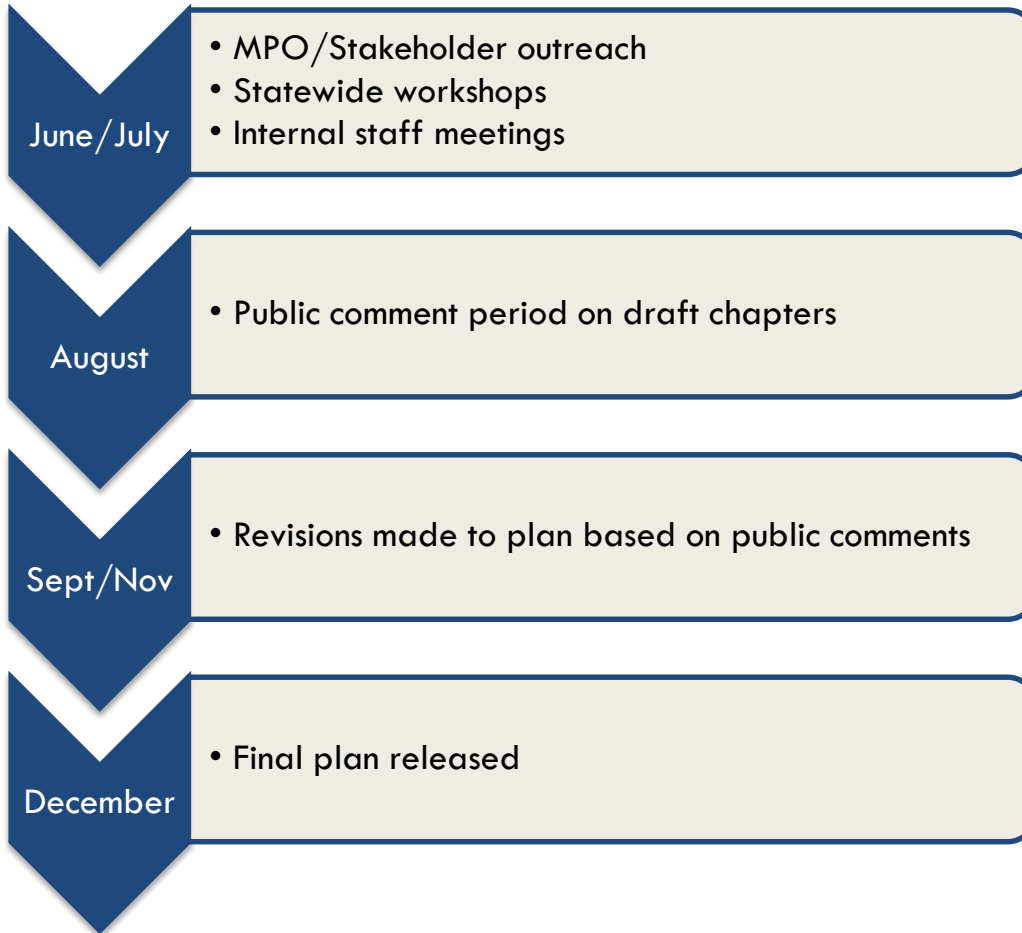 June/July
• MPO/Stakeholder outreach
• Statewide workshops
• Internal staff meetings
August
• Public comment period on draft chapters
Sept/Nov
• Revisions made to plan based on public comments
December
• Final plan released